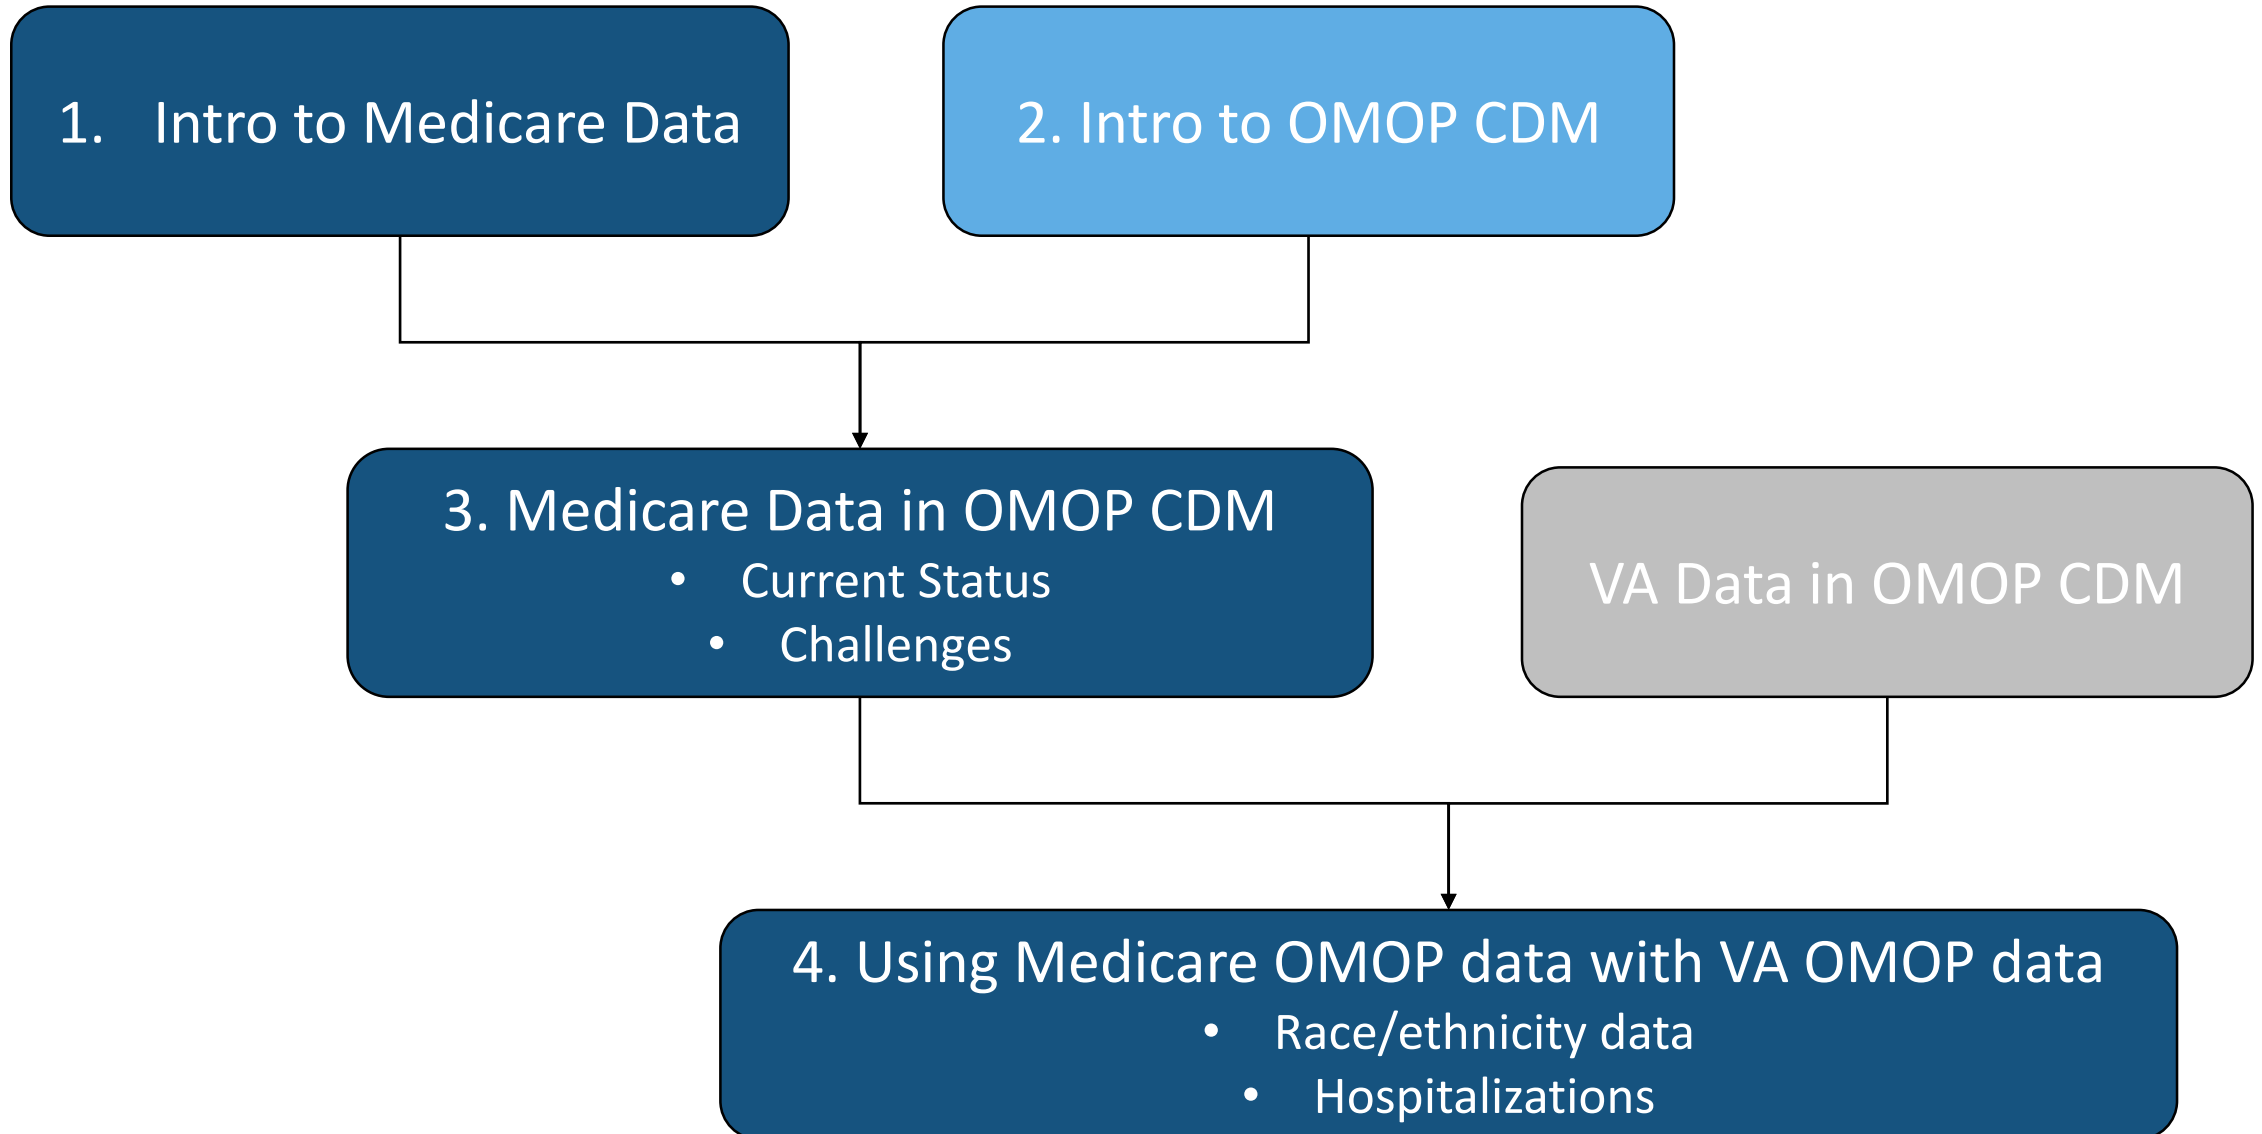 1. Intro to Medicare Data
2. Intro to OMOP CDM
3. Medicare Data in OMOP CDM
• Current Status
• Challenges
VA Data in OMOP CDM
4. Using Medicare OMOP data with VA OMOP data
• Race/ethnicity data
• Hospitalizations